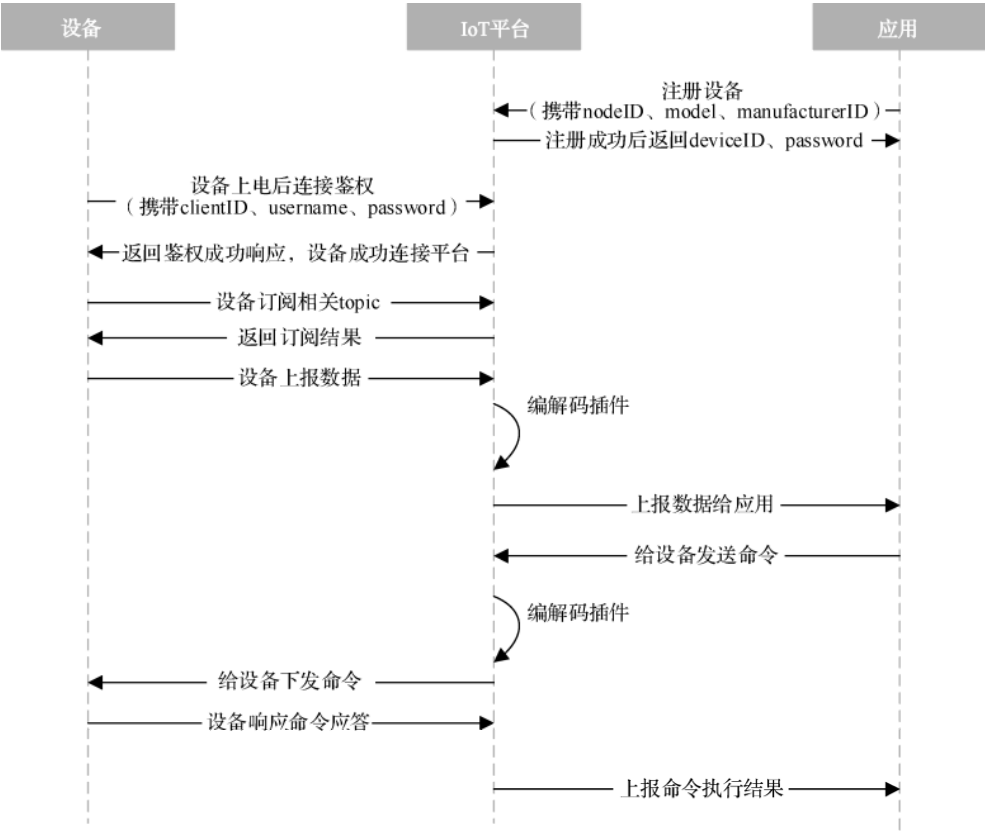 设备
IoT平台
应用
注册设备
（携带nodeID、model、manufacturerID）
注册成功后返回deviceID、password
设备上电后连接鉴权
（携带clientID、username、password）
返回鉴权成功响应，设备成功连接平台
设备订阅相关topic
返回订阅结果
设备上报数据
编解码插件
上报数据给应用
给设备发送命令
编解码插件
给设备下发命令
设备响应命令应答
上报命令执行结果